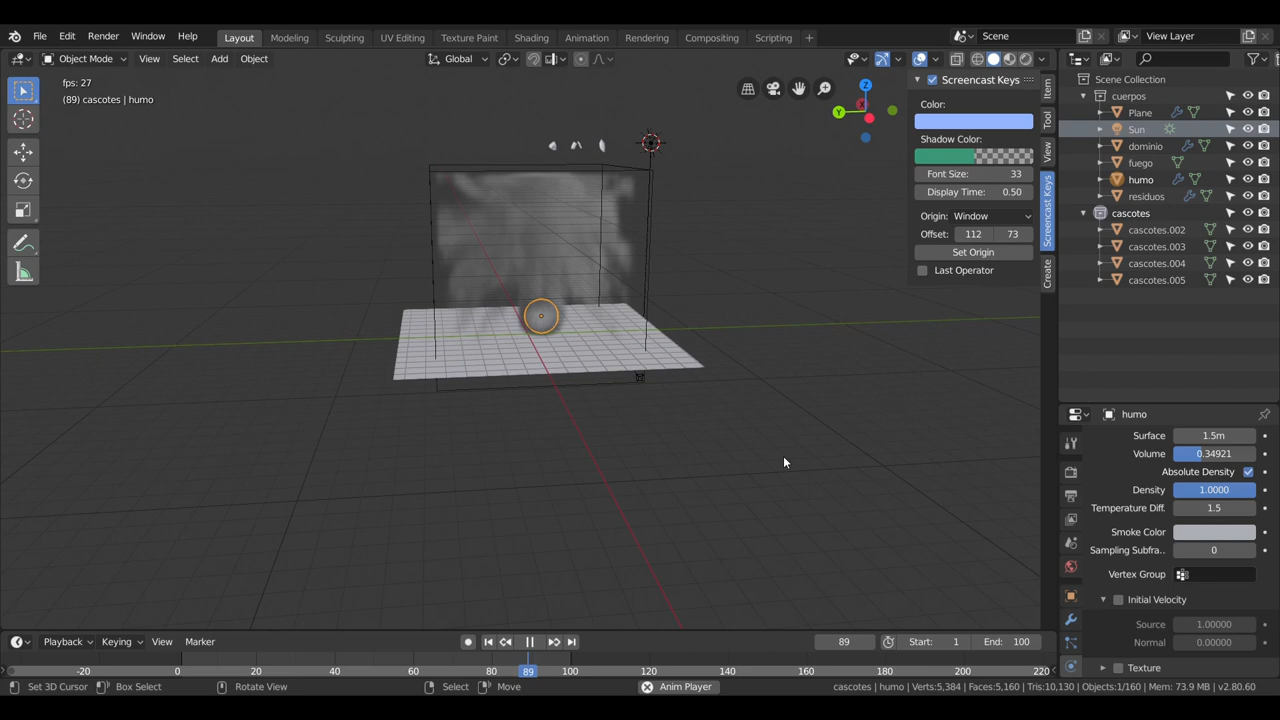 File Edit Render Window Help Layout Modeling Sculpting UV Editing Texture Paint Shading Animation Rendering Compositing Scripting + Scene View Layer
Object Mode View Select Add Object Global
fps: 27
(89) cascotes | humo
Z
Y
X
Screencast Keys
Color:
Shadow Color:
Font Size: 33
Display Time: 0.50
Origin: Window
Offset: 112 73
Set Origin
Last Operator
Item
Tool
View
Screencast Keys
Create
Scene Collection
cuerpos
Plane
Sun
dominio
fuego
humo
residuos
cascotes
cascotes.002
cascotes.003
cascotes.004
cascotes.005
humo
Surface 1.5m
Volume 0.34921
Absolute Density
Density 1.0000
Temperature Diff. 1.5
Smoke Color
Sampling Subfra.. 0
Vertex Group
Initial Velocity
Source 1.00000
Normal 0.00000
Texture
Playback Keying View Marker 89 Start: 1 End: 100
-20 0 20 40 60 80 89 100 120 140 160 180 200 220
Set 3D Cursor Box Select Rotate View Select Move Anim Player cascotes | humo | Verts:5,384 | Faces:5,160 | Tris:10,130 | Objects:1/160 | Mem: 73.9 MB | v2.80.60